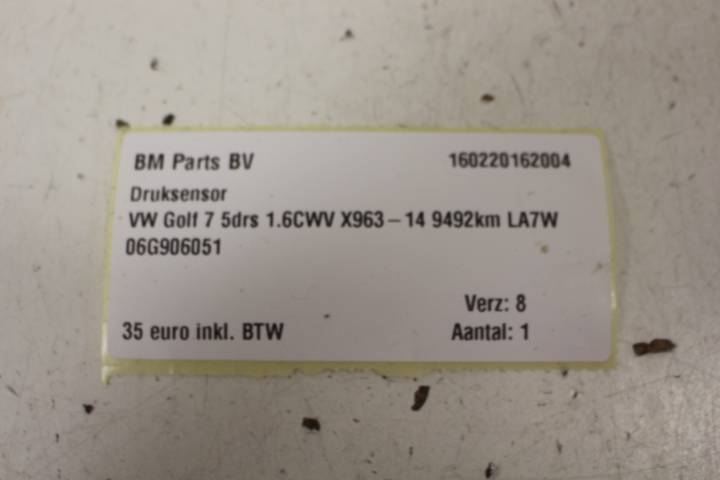 BM Parts BV 160220162004
Druksensor
VW Golf 7 5drs 1.6CWV X963-14 9492km LA7W
06G906051
Verz: 8
35 euro inkl. BTW Aantal: 1